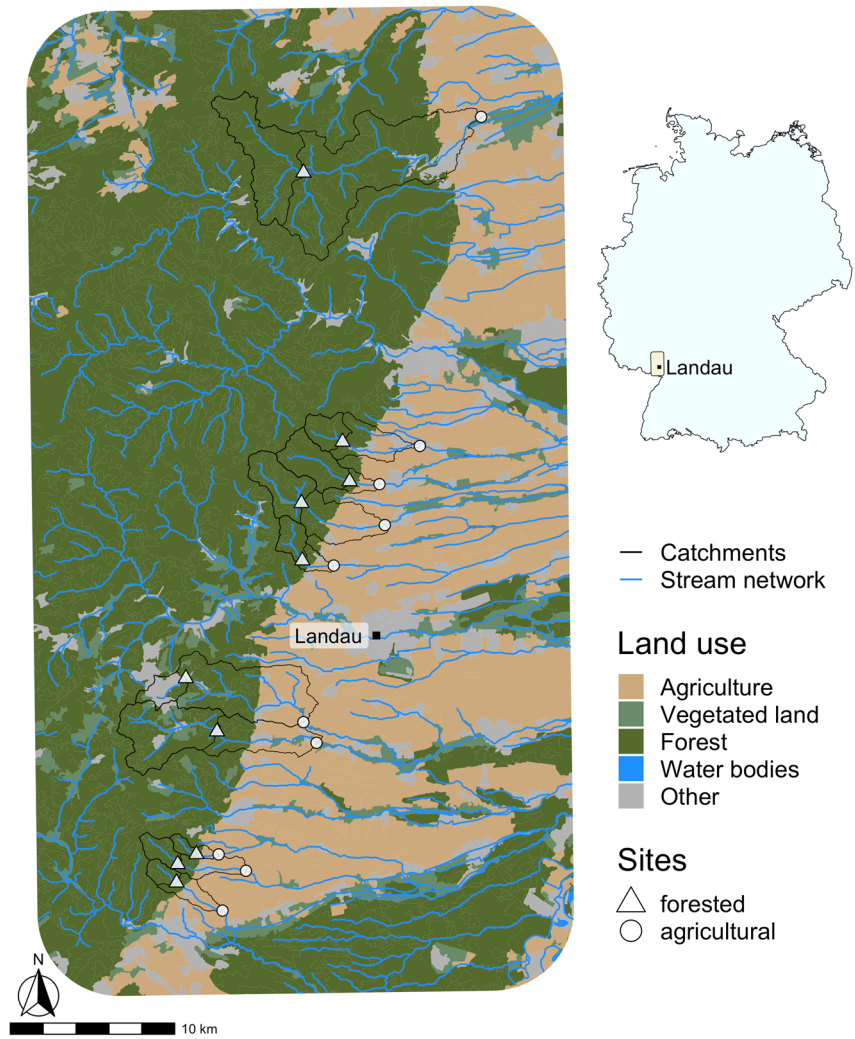 Landau
Catchments
Stream network
Land use
Agriculture
Vegetated land
Forest
Water bodies
Other
Sites
forested
agricultural
Landau
N
10 km